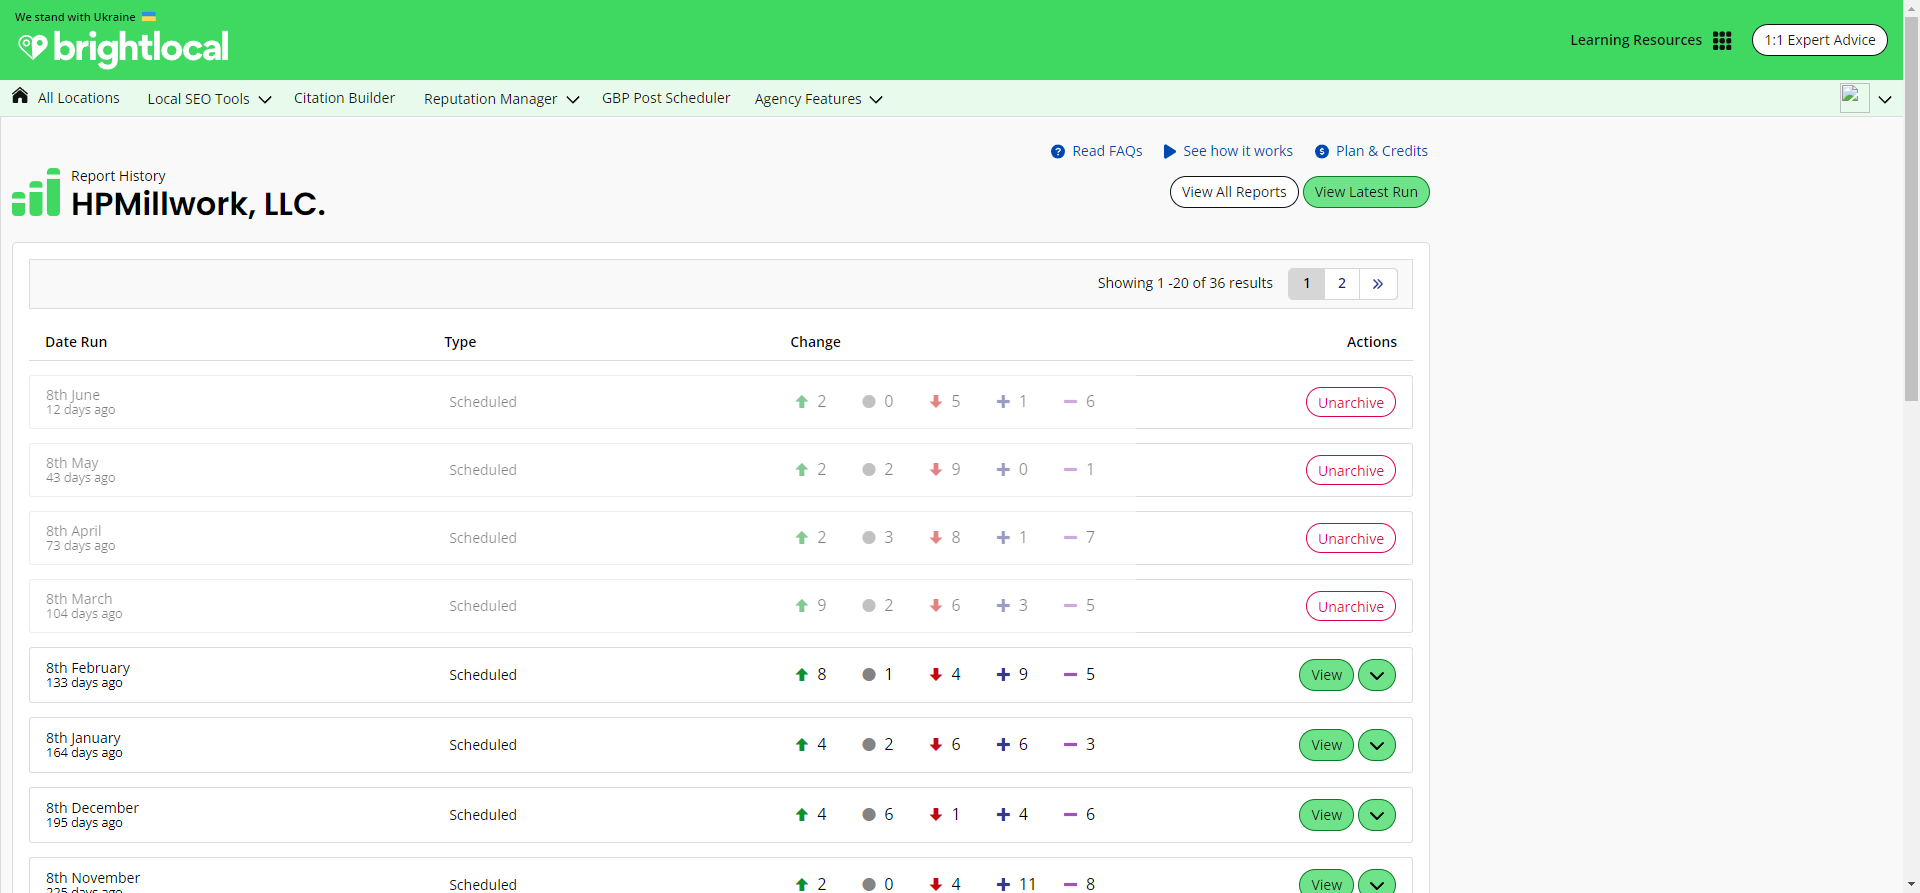 We stand with Ukraine
brightlocal
Learning Resources
1:1 Expert Advice
All Locations
Local SEO Tools
Citation Builder
Reputation Manager
GBP Post Scheduler
Agency Features
Read FAQs
See how it works
Plan & Credits
Report History
HPMillwork, LLC.
View All Reports
View Latest Run
Showing 1 -20 of 36 results
1 2 »
Date Run Type Change Actions
8th June
12 days ago
Scheduled 2 0 5 1 6 Unarchive
8th May
43 days ago
Scheduled 2 2 9 0 1 Unarchive
8th April
73 days ago
Scheduled 2 3 8 1 7 Unarchive
8th March
104 days ago
Scheduled 9 2 6 3 5 Unarchive
8th February
133 days ago
Scheduled 8 1 4 9 5 View
8th January
164 days ago
Scheduled 4 2 6 6 3 View
8th December
195 days ago
Scheduled 4 6 1 4 6 View
8th November
225 days ago
Scheduled 2 0 4 11 8 View